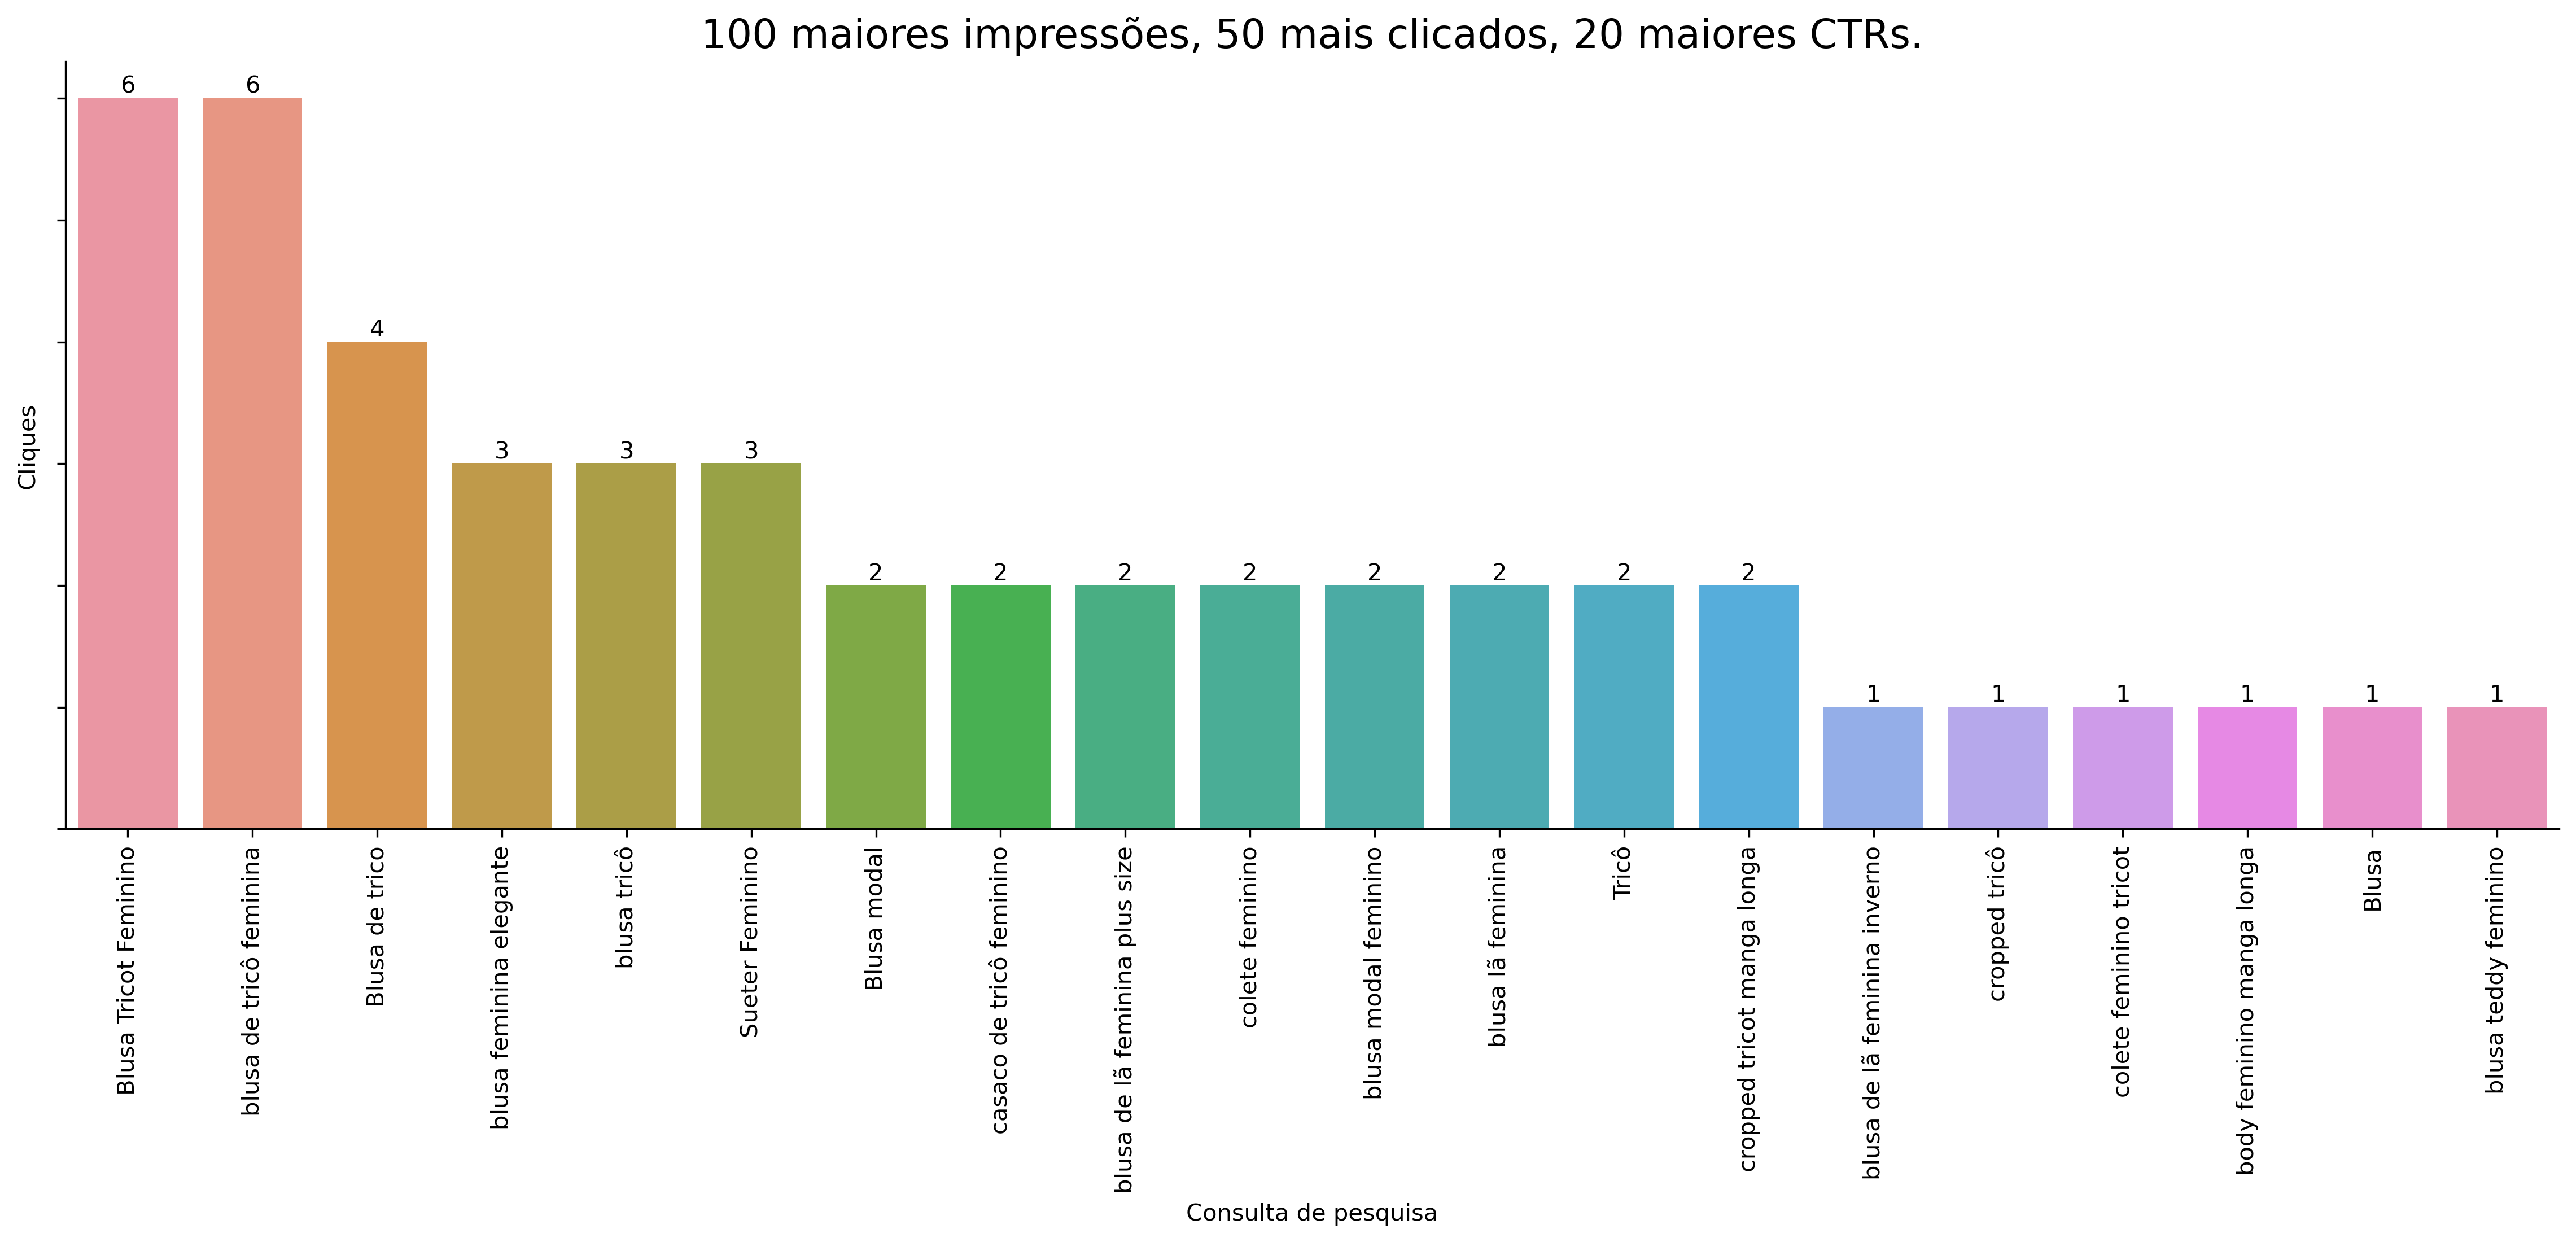 100 maiores impressões, 50 mais clicados, 20 maiores CTRs.
Cliques
6
6
4
3
3
3
2
2
2
2
2
2
2
2
1
1
1
1
1
1
Blusa Tricot Feminino
blusa de tricô feminina
Blusa de trico
blusa feminina elegante
blusa tricô
Sueter Feminino
Blusa modal
casaco de tricô feminino
blusa de lã feminina plus size
colete feminino
blusa modal feminino
blusa lã feminina
Tricô
cropped tricot manga longa
blusa de lã feminina inverno
cropped tricô
colete feminino tricot
body feminino manga longa
Blusa
blusa teddy feminino
Consulta de pesquisa